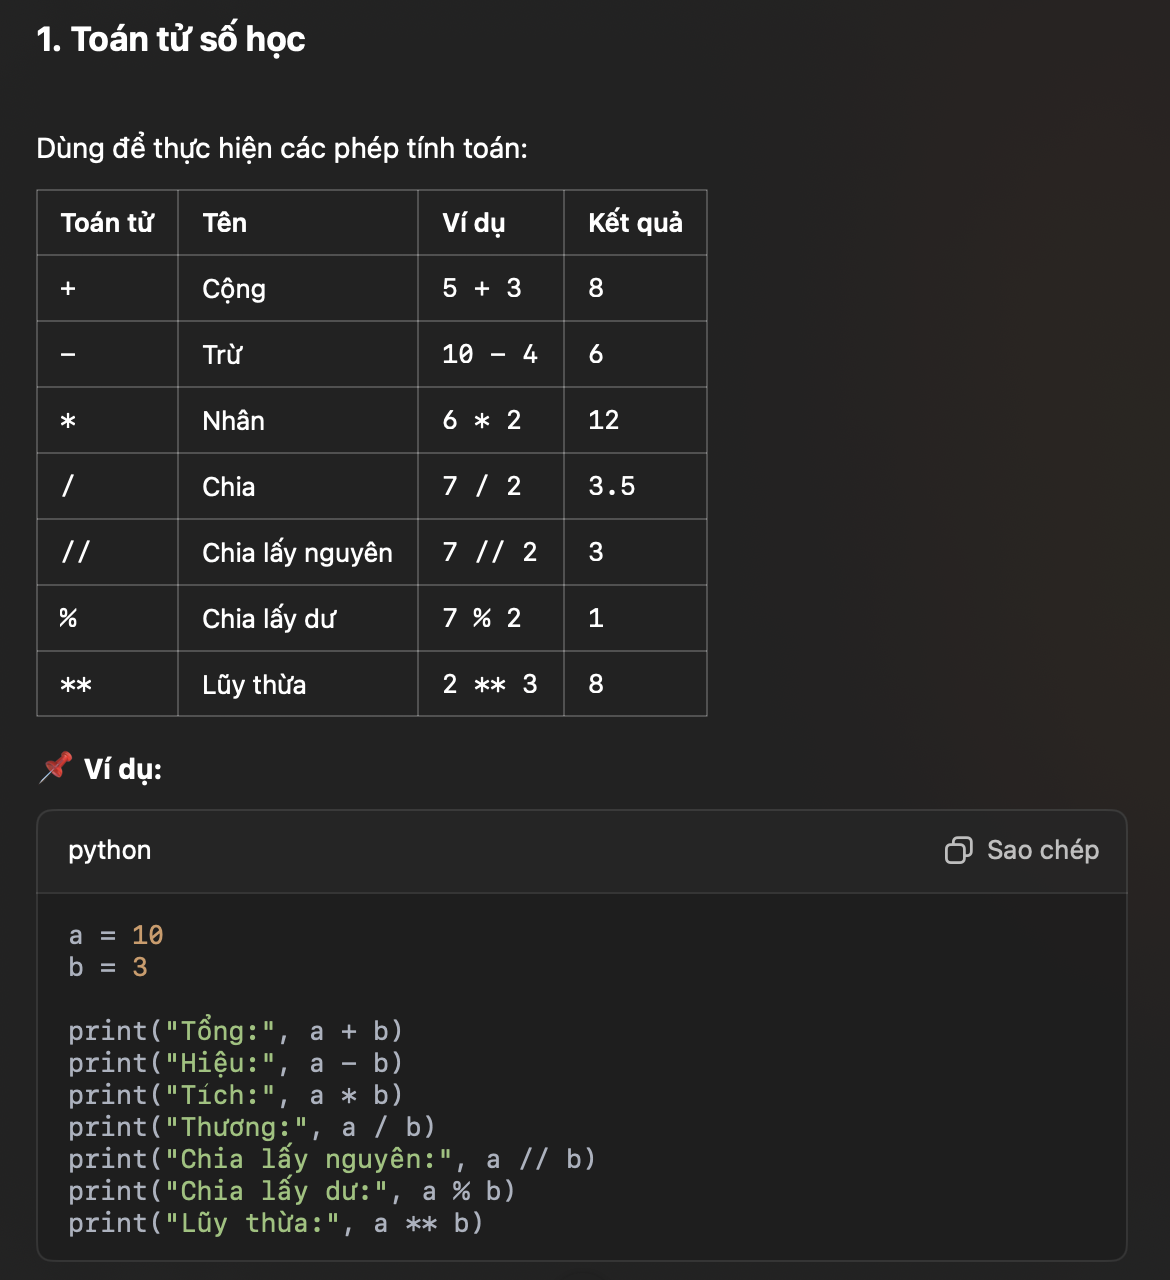 1. Toán tử số học
Dùng để thực hiện các phép tính toán:
Toán tử Tên Ví dụ Kết quả
+ Cộng 5 + 3 8
- Trừ 10 - 4 6
* Nhân 6 * 2 12
/ Chia 7 / 2 3.5
// Chia lấy nguyên 7 // 2 3
% Chia lấy dư 7 % 2 1
** Lũy thừa 2 ** 3 8
📌 Ví dụ:
python Sao chép
a = 10
b = 3
print("Tổng:", a + b)
print("Hiệu:", a - b)
print("Tích:", a * b)
print("Thương:", a / b)
print("Chia lấy nguyên:", a // b)
print("Chia lấy dư:", a % b)
print("Lũy thừa:", a ** b)